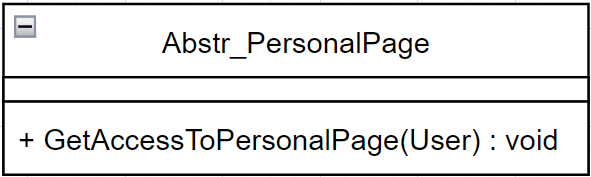 Abstr_PersonalPage
+ GetAccessToPersonalPage(User) : void